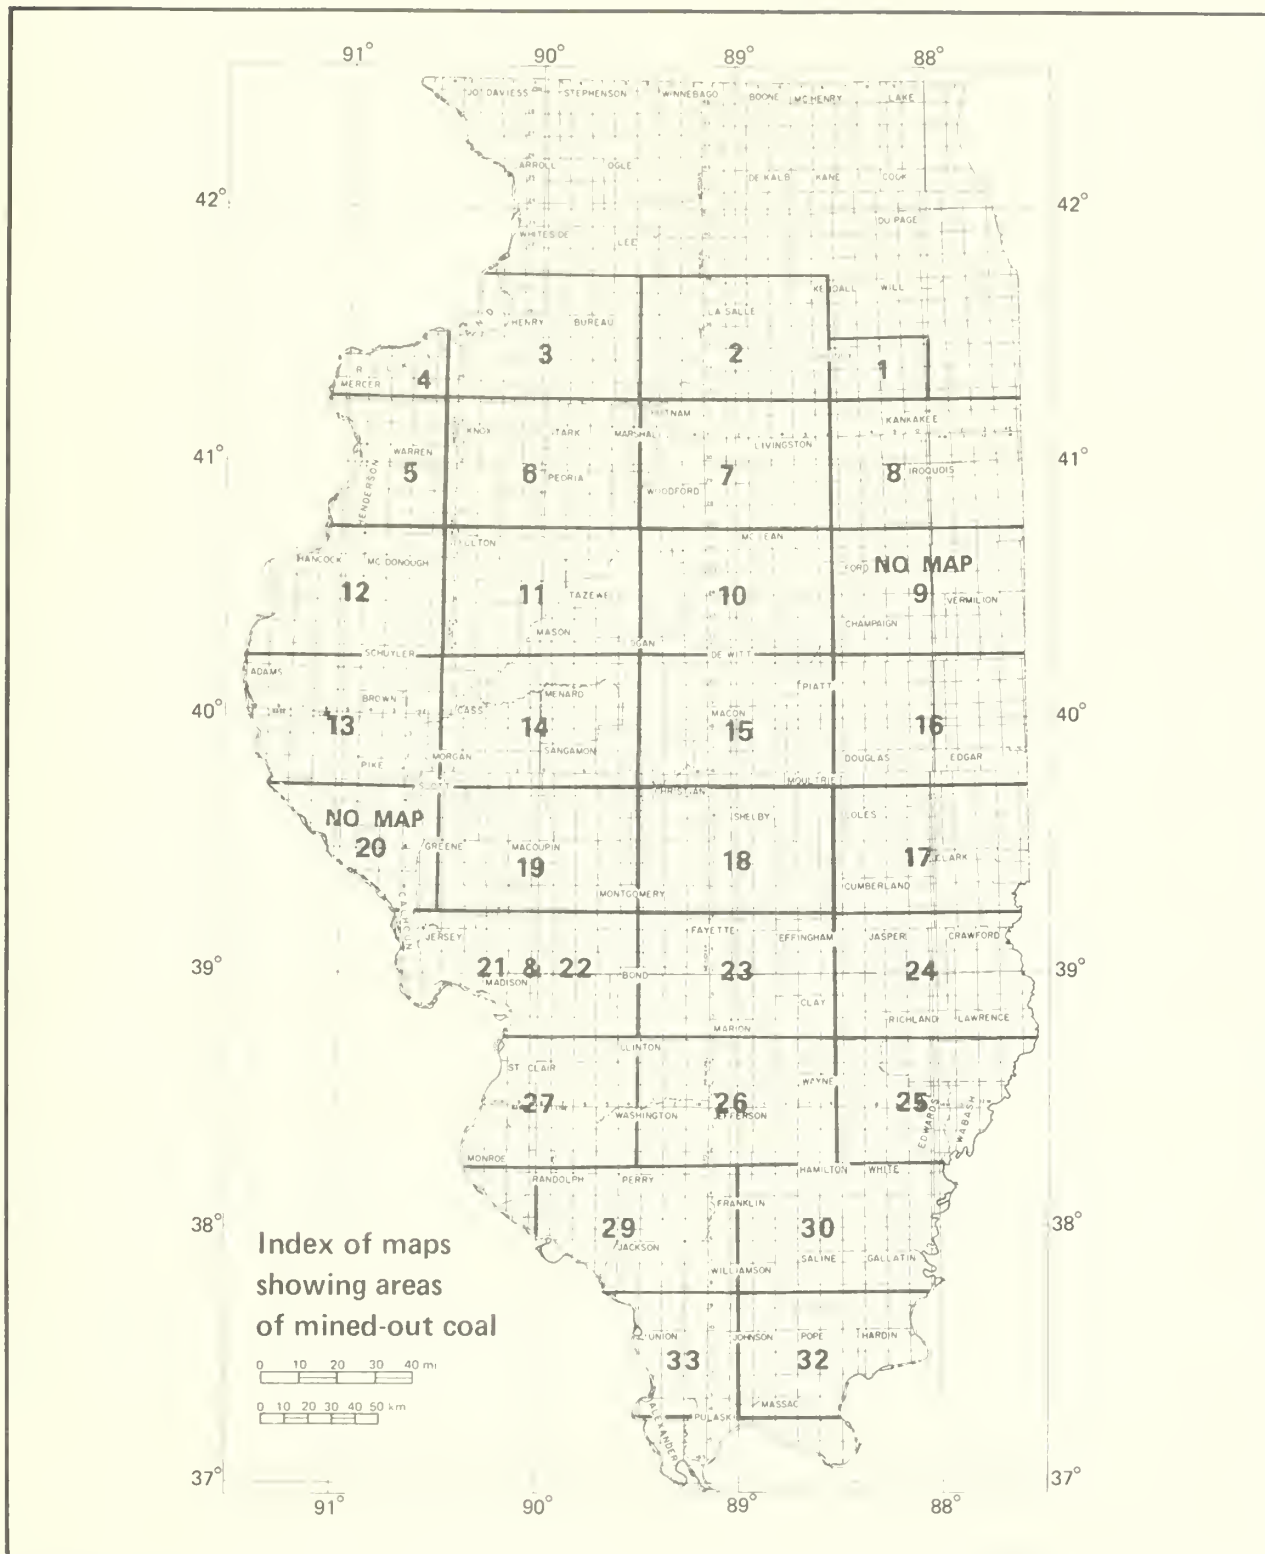 91° 90° 89° 88°
JO DAVIESS STEPHENSON WINNEBAGO BOONE MCHENRY LAKE
ARROLL OGLE
DE KALB KANE COOK
42° 42°
DU PAGE
WHITESIDE LEE
KENDALL WILL
LA SALLE
HENRY BUREAU
3 2 1
MERCER 4
PUTNAM KANKAKEE
KNOX TARK MARSHAL
LIVINGSTON
WARREN
41° 41°
5 6 PEORIA 7 8 IROQUOIS
HENDERSON
WOODFORD
MC LEAN
HANCOCK MC DONOUGH
FORD NO MAP
12 11 TAZEWE 10 9 VERMILION
CHAMPAIGN
MASON
OGAN
SCHUYLER DE WITT
ADAMS
PIATT
BROWN MENARD
40° 40°
CASS MACON
13 14 15 16
SANGAMON
MORGAN DOUGLAS EDGAR
PIKE
SCOTT CHRISTIAN MOULTRIE
NO MAP
20
SHELBY COLES
GREENE MACOUPIN
19 18 17 CLARK
CUMBERLAND
MONTGOMERY
CALHOUN
JERSEY FAYETTE EFFINGHAM JASPER CRAWFORD
39° 39°
21 & 22 BOND 23 24
MADISON
CLAY
RICHLAND LAWRENCE
MARION
CLINTON
ST CLAIR
WAYNE
27 26 25
WASHINGTON JEFFERSON
EDWARDS WABASH
MONROE
HAMILTON WHITE
RANDOLPH PERRY
FRANKLIN
38° 38°
29 30
JACKSON
SALINE GALLATIN
WILLIAMSON
Index of maps
showing areas
of mined-out coal
UNION JOHNSON POPE HARDIN
33 32
0 10 20 30 40 mi
MASSAC
0 10 20 30 40 50 km
PULASKI
ALEXANDER
37° 37°
91° 90° 89° 88°